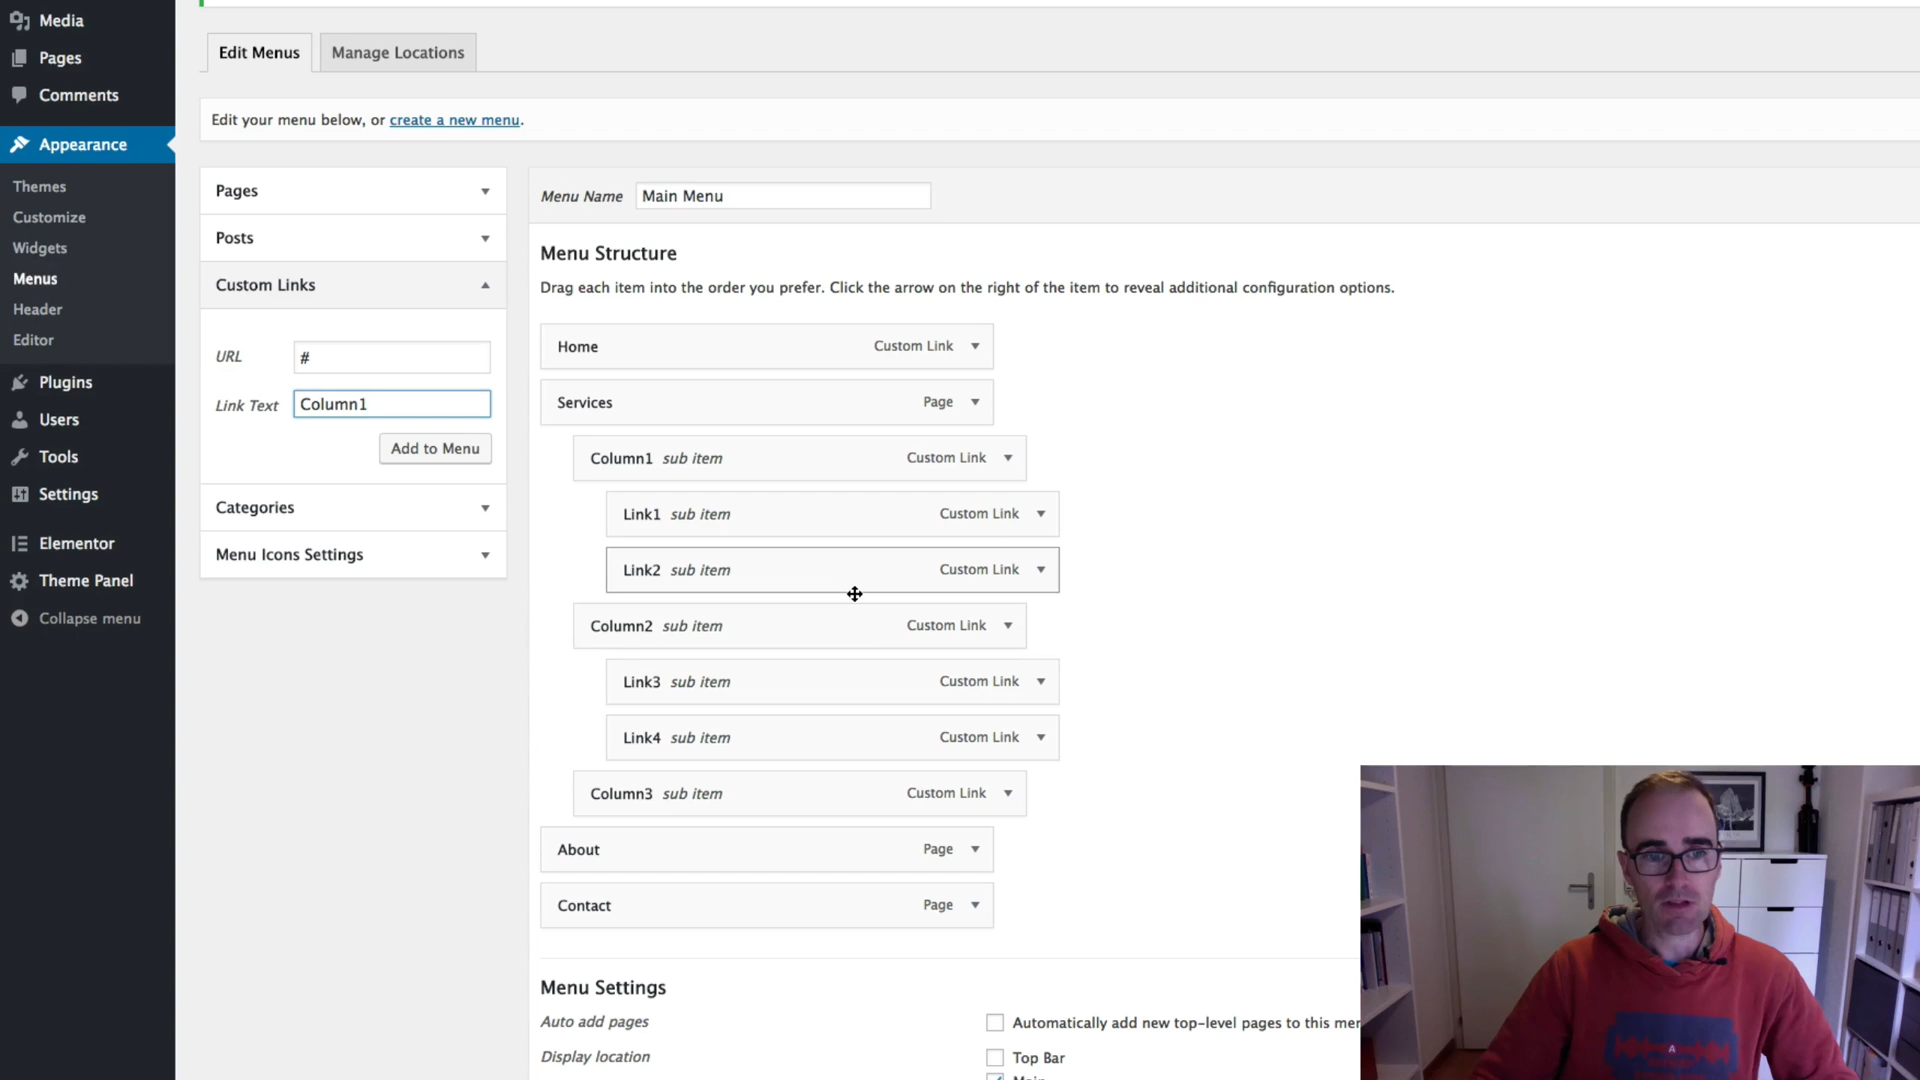 Media
Pages
Comments
Appearance
Themes
Customize
Widgets
Menus
Header
Editor
Plugins
Users
Tools
Settings
Elementor
Theme Panel
Collapse menu
Edit Menus
Manage Locations
Edit your menu below, or create a new menu.
Pages
Posts
Custom Links
URL #
Link Text Column1
Add to Menu
Categories
Menu Icons Settings
Menu Name Main Menu
Menu Structure
Drag each item into the order you prefer. Click the arrow on the right of the item to reveal additional configuration options.
Home Custom Link
Services Page
Column1 sub item Custom Link
Link1 sub item Custom Link
Link2 sub item Custom Link
Column2 sub item Custom Link
Link3 sub item Custom Link
Link4 sub item Custom Link
Column3 sub item Custom Link
About Page
Contact Page
Menu Settings
Auto add pages Automatically add new top-level pages to this
Display location Top Bar